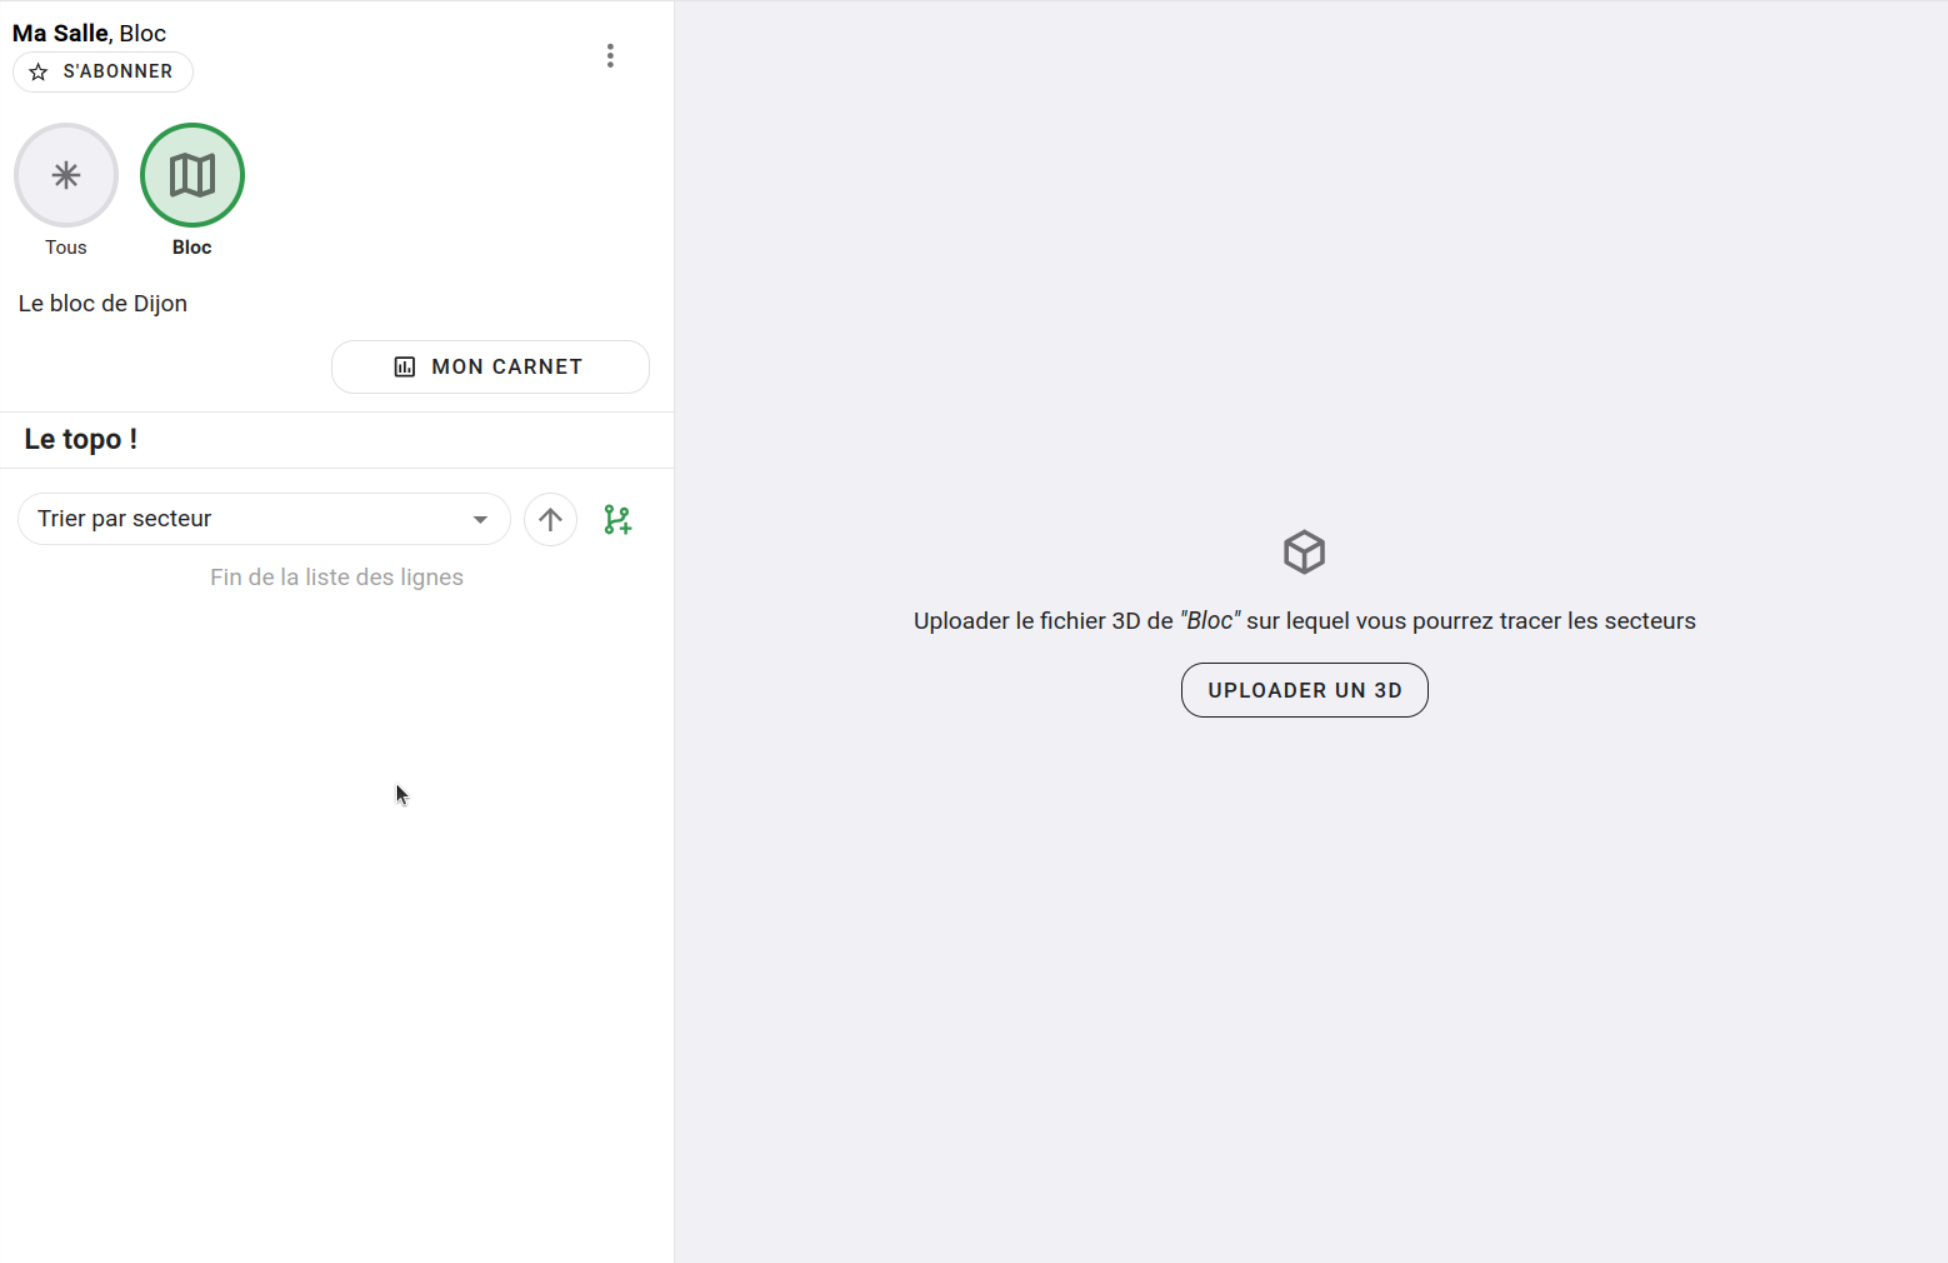 Ma Salle, Bloc
S'ABONNER
Tous
Bloc
Le bloc de Dijon
MON CARNET
Le topo !
Trier par secteur
Fin de la liste des lignes
Uploader le fichier 3D de "Bloc" sur lequel vous pourrez tracer les secteurs
UPLOADER UN 3D